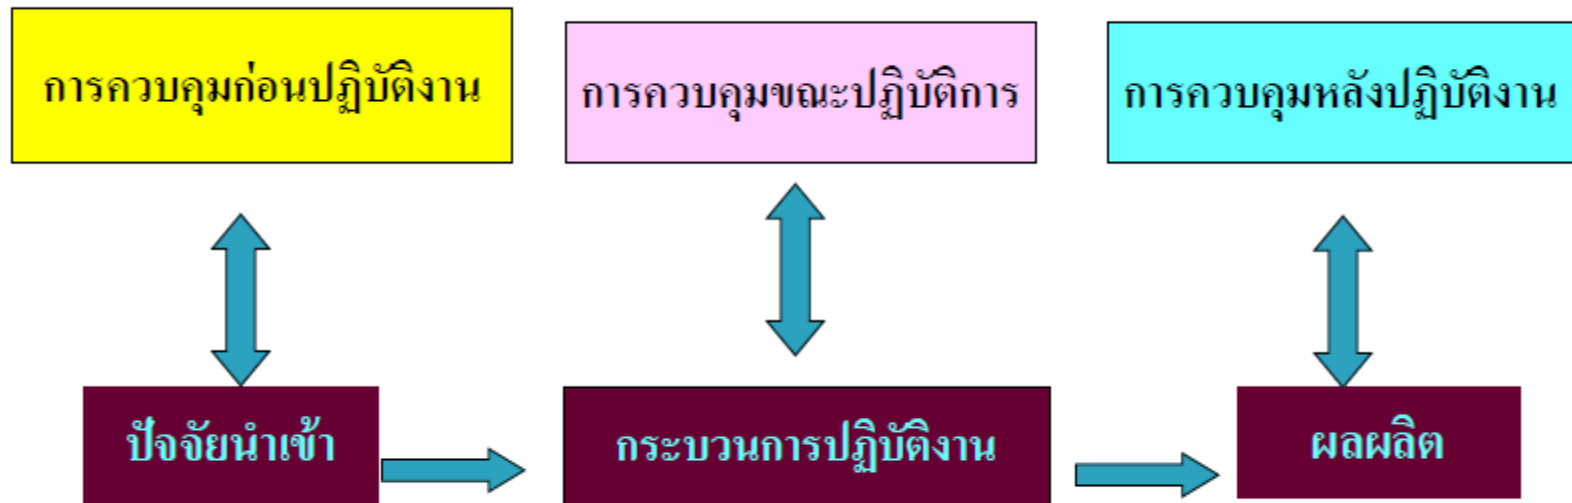 การควบคุมก่อนปฏิบัติงาน
การควบคุมขณะปฏิบัติการ
การควบคุมหลังปฏิบัติงาน
ปัจจัยนำเข้า
กระบวนการปฏิบัติงาน
ผลผลิต